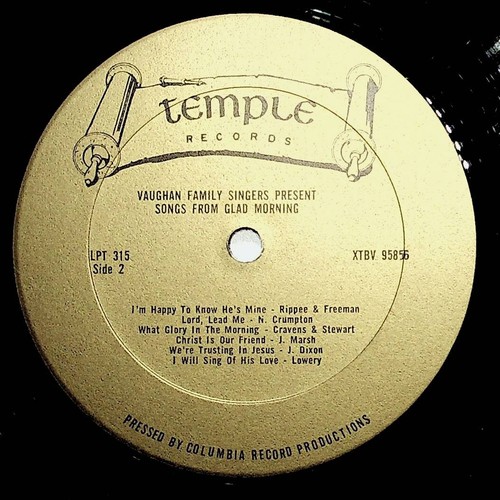 TEMPLE
RECORDS
VAUGHAN FAMILY SINGERS PRESENT
SONGS FROM GLAD MORNING
LPT 315
Side 2
XTBV 95856
I'm Happy To Know He's Mine - Rippee & Freeman
Lord, Lead Me - N. Crumpton
What Glory In The Morning - Cravens & Stewart
Christ Is Our Friend - J. Marsh
We're Trusting In Jesus - J. Dixon
I Will Sing Of His Love - Lowery
PRESSED BY COLUMBIA RECORD PRODUCTIONS